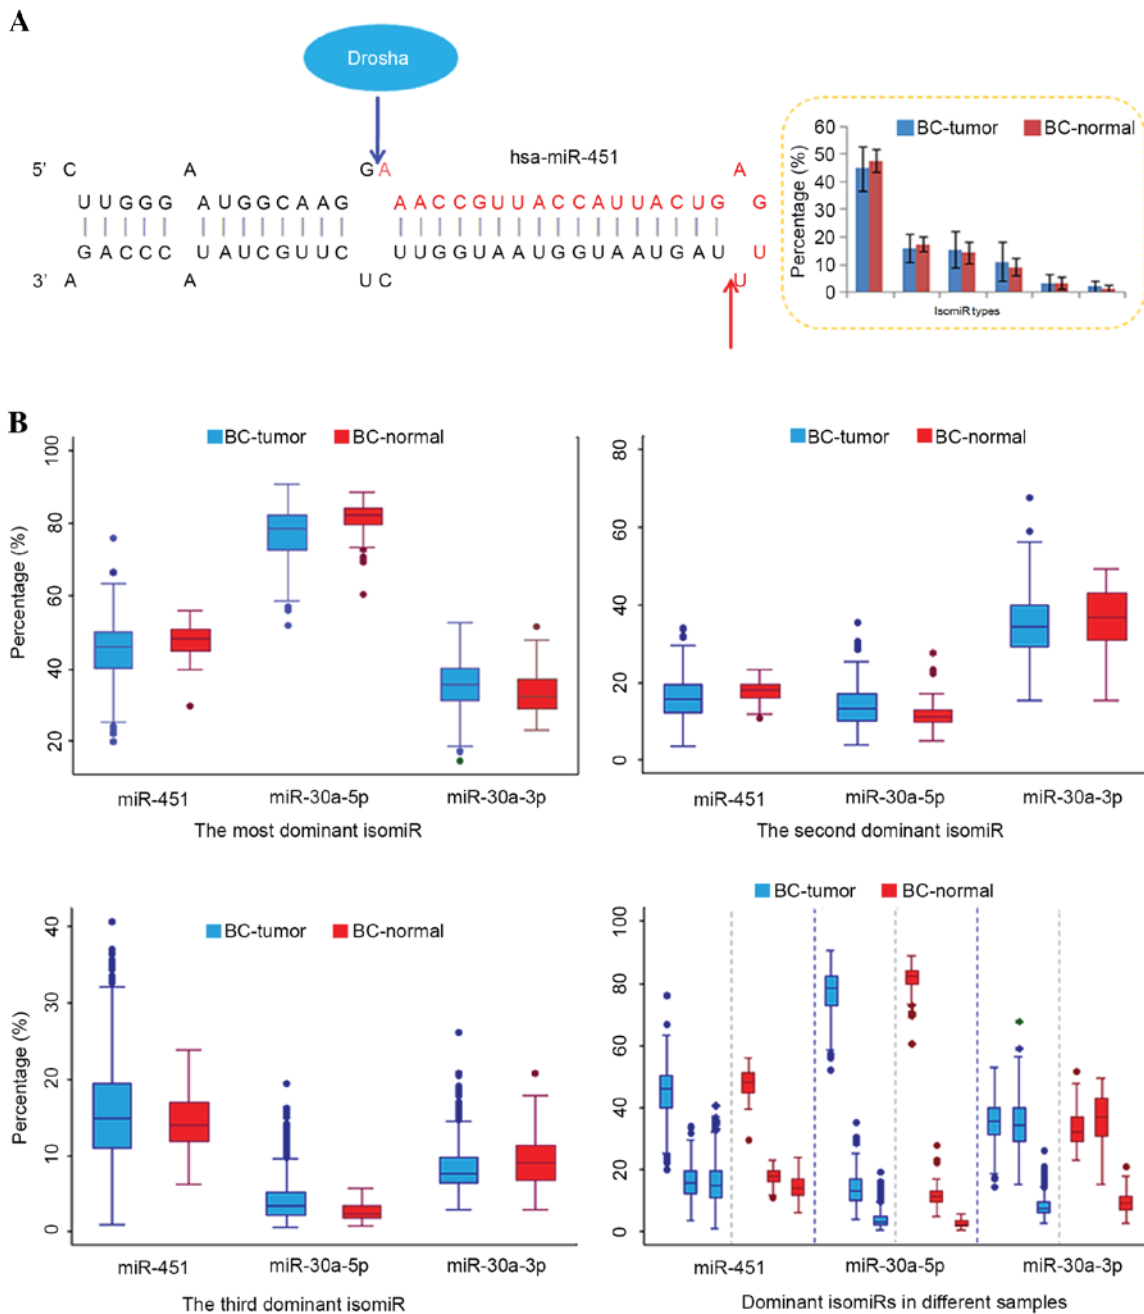 A
Drosha
hsa-miR-451
5' C A G A A
U U G G G A U G G C A A G A A C C G U U A C C A U U A C U G G
G A C C C U A U C G U U C U U G G U A A U G G U A A U G A U U
3' A A U C U
BC-tumor BC-normal
Percentage (%)
60
50
40
30
20
10
0
IsomiR types
B
BC-tumor BC-normal
Percentage (%)
100
80
60
40
20
miR-451 miR-30a-5p miR-30a-3p
The most dominant isomiR
BC-tumor BC-normal
80
60
40
20
0
miR-451 miR-30a-5p miR-30a-3p
The second dominant isomiR
BC-tumor BC-normal
Percentage (%)
40
30
20
10
0
miR-451 miR-30a-5p miR-30a-3p
The third dominant isomiR
BC-tumor BC-normal
100
80
60
40
20
0
miR-451 miR-30a-5p miR-30a-3p
Dominant isomiRs in different samples